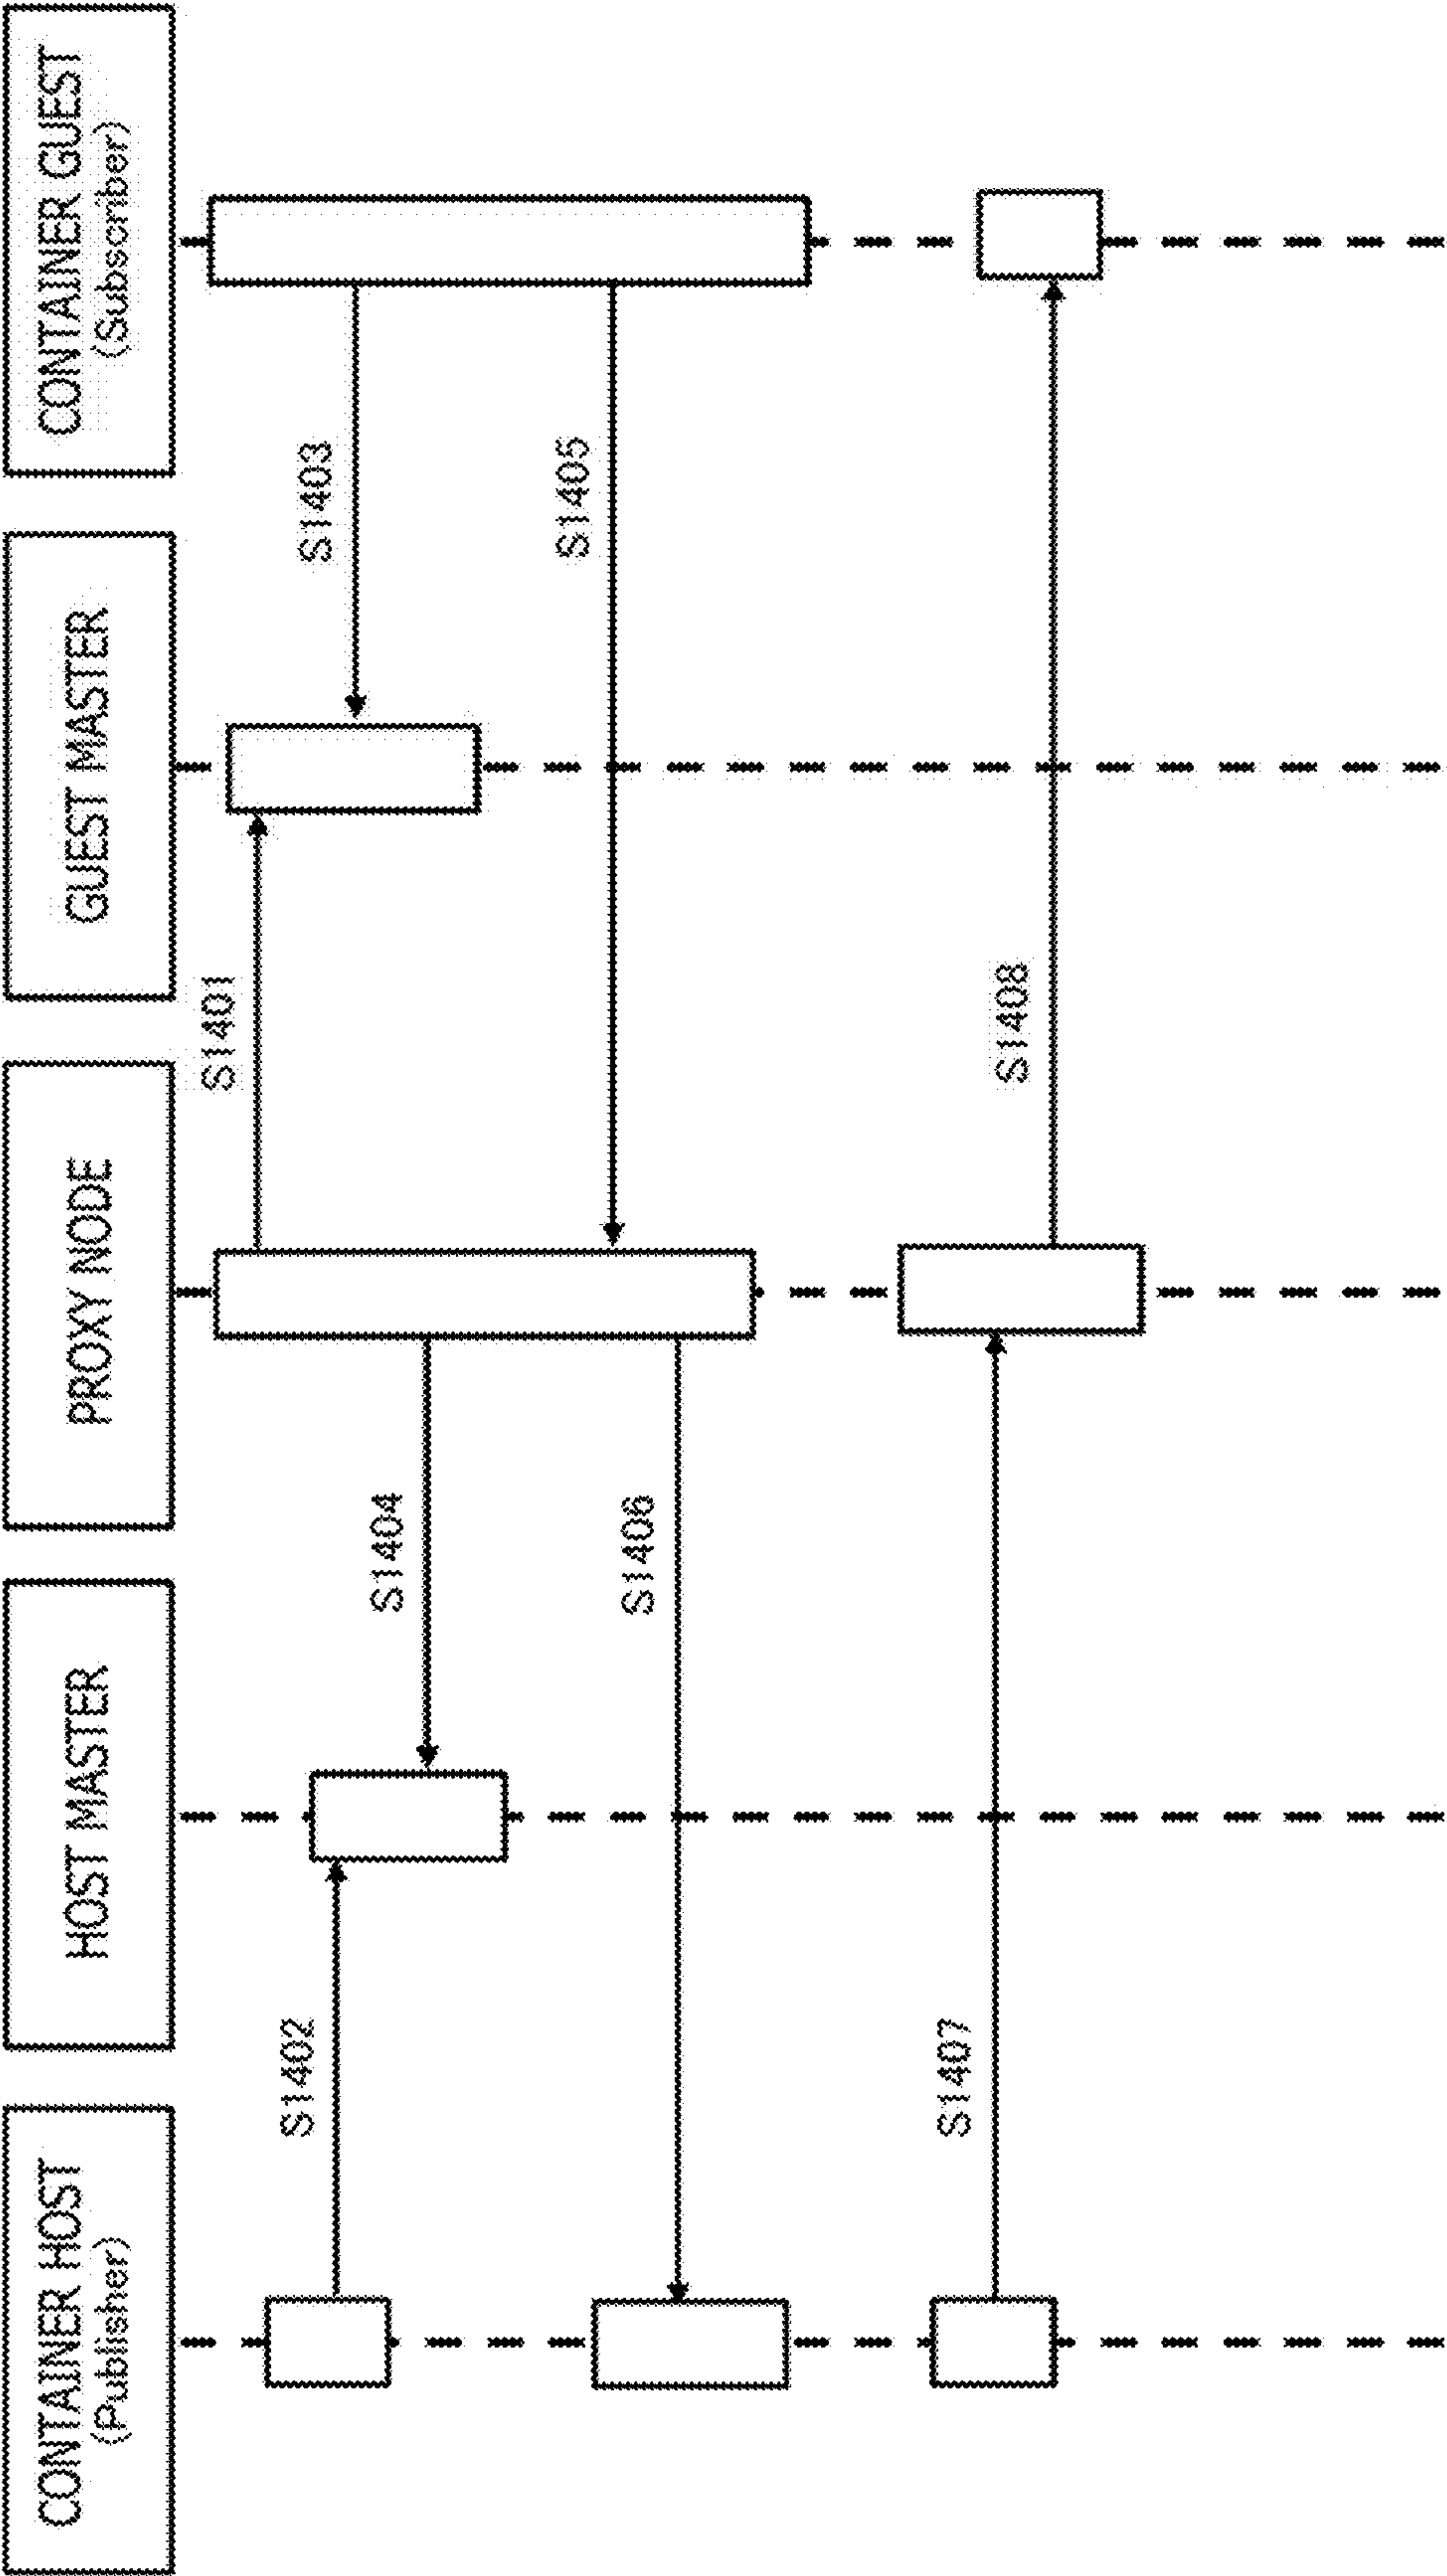 CONTAINER HOST
(Publisher)
HOST MASTER
PROXY NODE
GUEST MASTER
CONTAINER GUEST
(Subscriber)
S1401
S1402
S1403
S1404
S1405
S1406
S1407
S1408